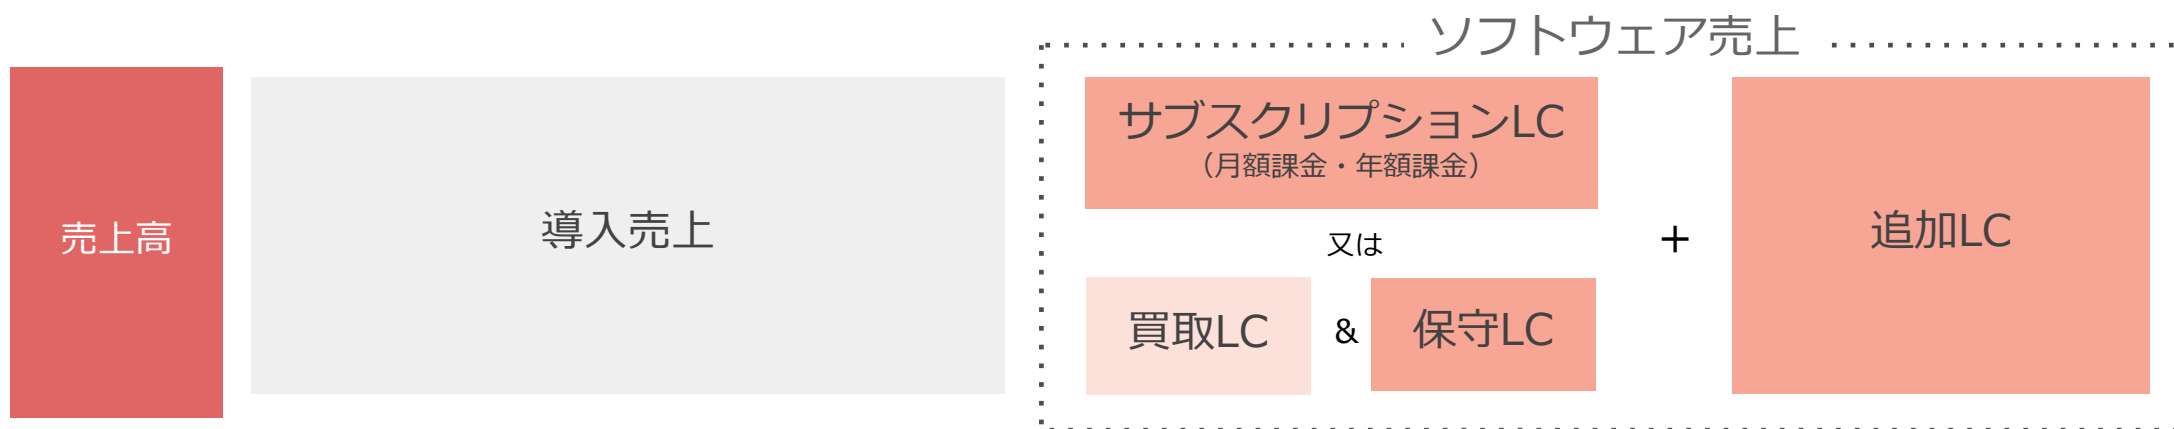 ソフトウェア売上
売上高
導入売上
サブスクリプションLC
（月額課金・年額課金）
又は
買取LC
&
保守LC
+
追加LC